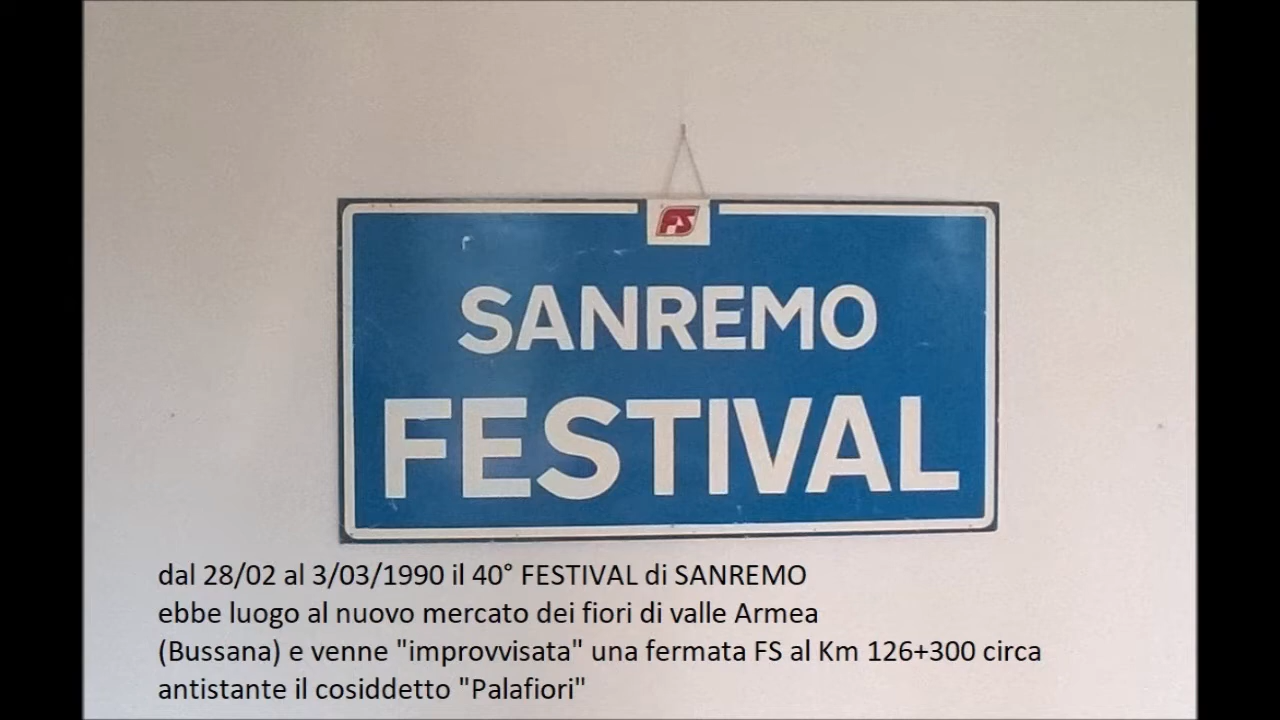 FS
SANREMO
FESTIVAL
dal 28/02 al 3/03/1990 il 40° FESTIVAL di SANREMO
ebbe luogo al nuovo mercato dei fiori di valle Armea
(Bussana) e venne "improvvisata" una fermata FS al Km 126+300 circa
antistante il cosiddetto "Palafiori"